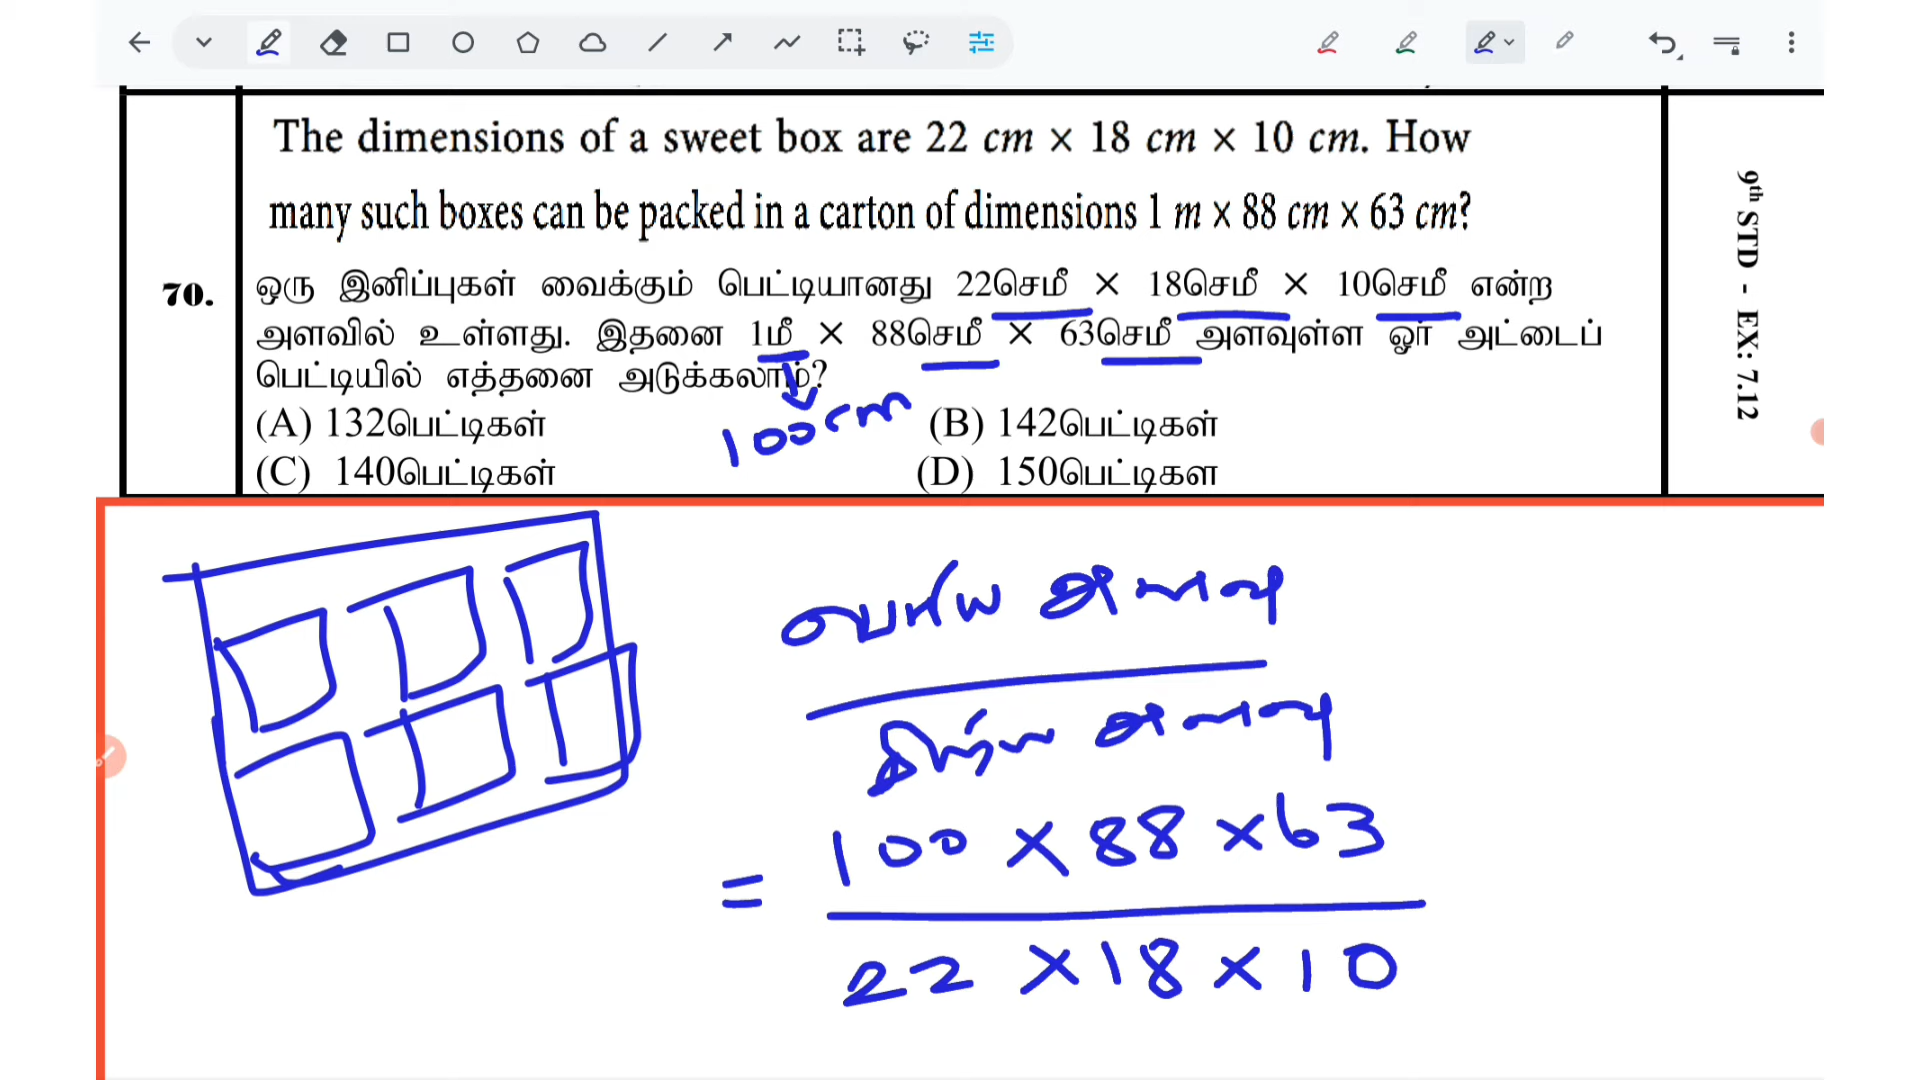 The dimensions of a sweet box are 22 cm × 18 cm × 10 cm. How
many such boxes can be packed in a carton of dimensions 1 m × 88 cm × 63 cm?
70.
ஒரு இனிப்புகள் வைக்கும் பெட்டியானது 22செமீ × 18செமீ × 10செமீ என்ற
அளவில் உள்ளது. இதனை 1மீ × 88செமீ × 63செமீ அளவுள்ள ஓர் அட்டைப்
பெட்டியில் எத்தனை அடுக்கலாம்?
100cm
(A) 132பெட்டிகள் (B) 142பெட்டிகள்
(C) 140பெட்டிகள் (D) 150பெட்டிகள
9th STD - EX: 7.12
பெரிய அளவு
சிறிய அளவு
= 100 × 88 × 63
22 × 18 × 10